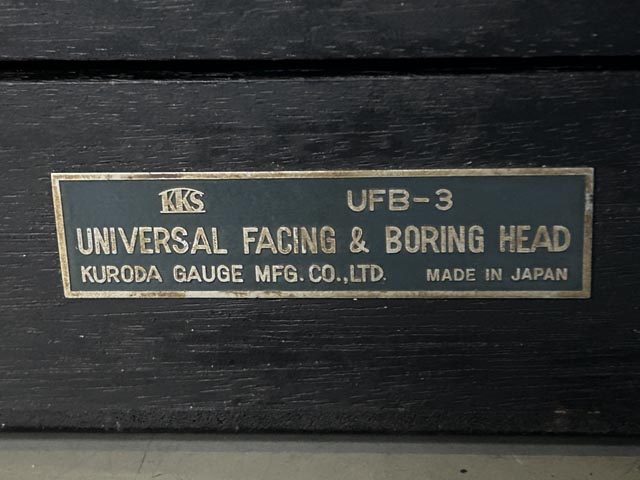 KKS UFB-3
UNIVERSAL FACING & BORING HEAD
KURODA GAUGE MFG. CO., LTD. MADE IN JAPAN